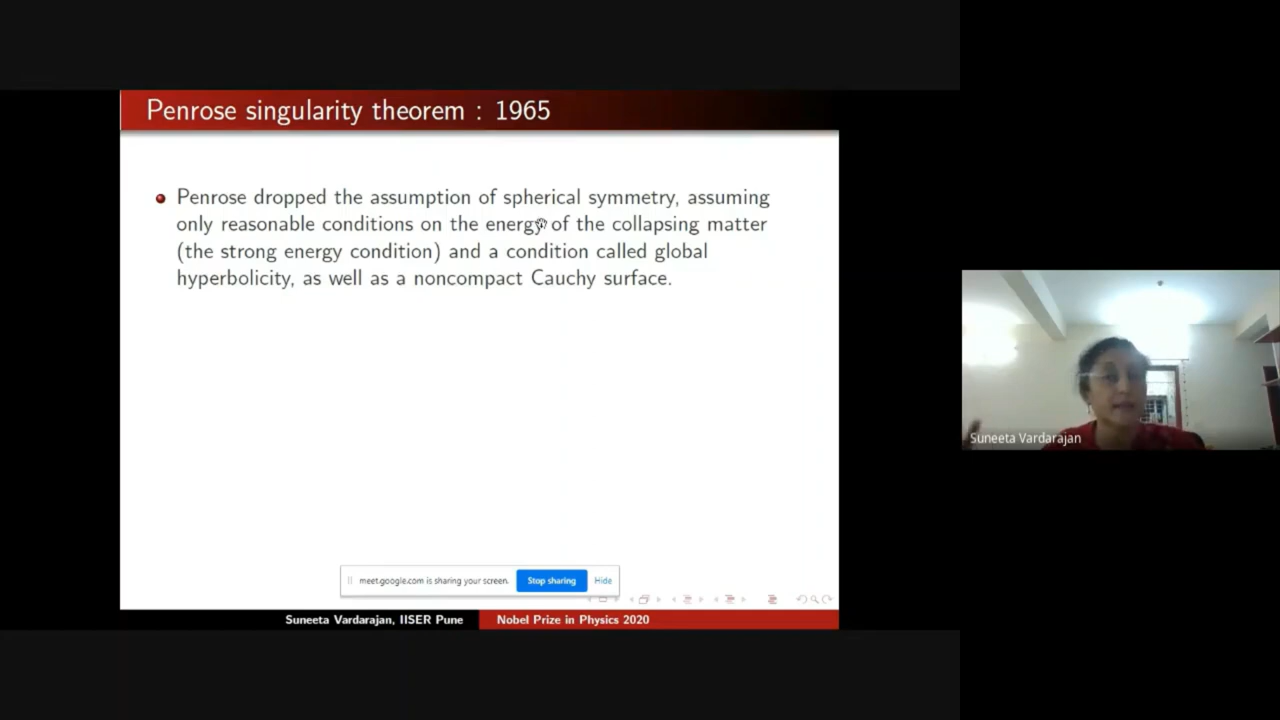 Penrose singularity theorem : 1965
Penrose dropped the assumption of spherical symmetry, assuming
only reasonable conditions on the energy of the collapsing matter
(the strong energy condition) and a condition called global
hyperbolicity, as well as a noncompact Cauchy surface.
Suneeta Vardarajan
meet.google.com is sharing your screen.
Stop sharing
Hide
Suneeta Vardarajan, IISER Pune
Nobel Prize in Physics 2020